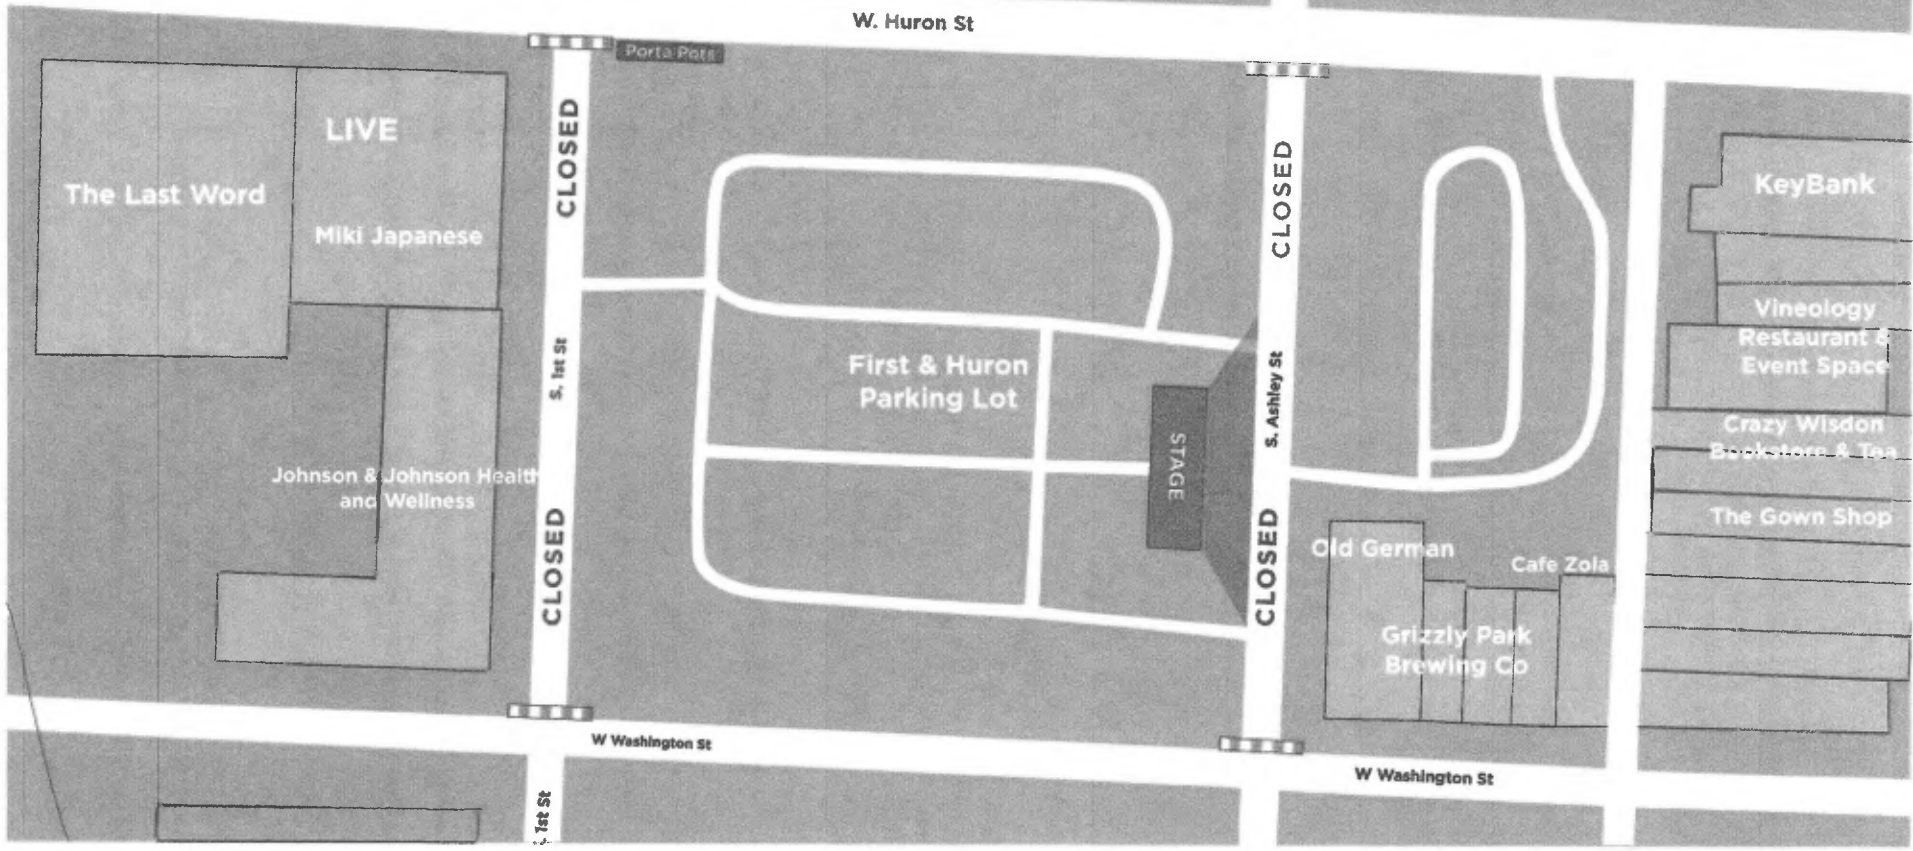 W. Huron St
Porta Pots
CLOSED
CLOSED
LIVE
The Last Word
Miki Japanese
KeyBank
Vineology
Restaurant &
Event Space
S. 1st St
First & Huron
Parking Lot
S. Ashley St
STAGE
Crazy Wisdon
Bookstore & Tea
Johnson & Johnson Health
and Wellness
CLOSED
CLOSED
The Gown Shop
Old German
Cafe Zola
Grizzly Park
Brewing Co
W Washington St
W Washington St
1st St